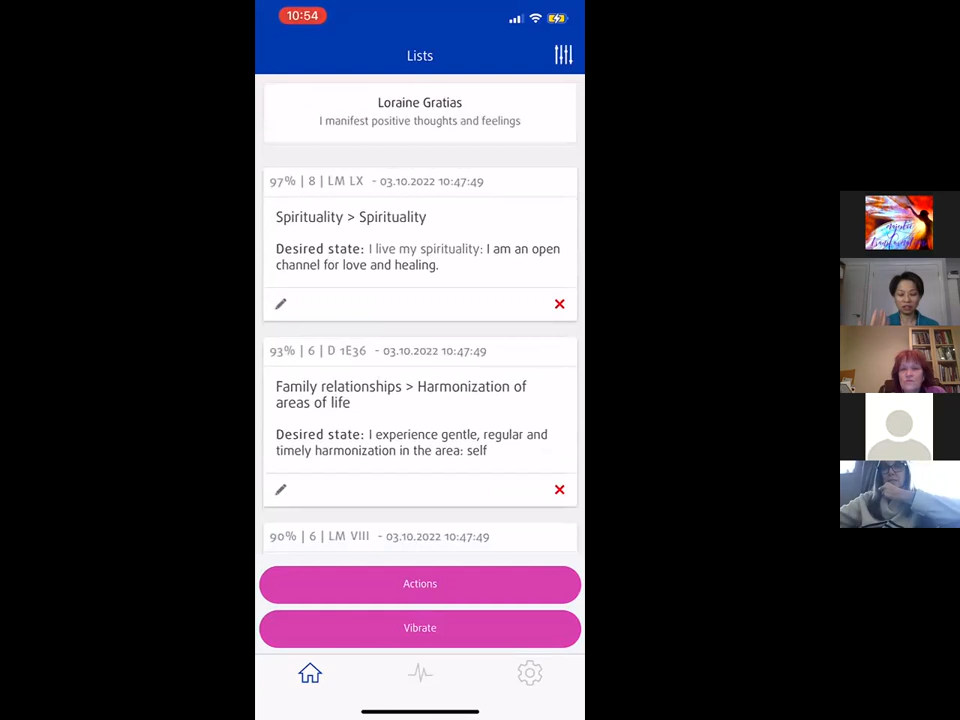 10:54
Lists
Loraine Gratias
I manifest positive thoughts and feelings
97% | 8 | LM LX - 03.10.2022 10:47:49
Spirituality > Spirituality
Desired state: I live my spirituality: I am an open
channel for love and healing.
93% | 6 | D 1E36 - 03.10.2022 10:47:49
Family relationships > Harmonization of
areas of life
Desired state: I experience gentle, regular and
timely harmonization in the area: self
90% | 6 | LM VIII - 03.10.2022 10:47:49
Actions
Vibrate